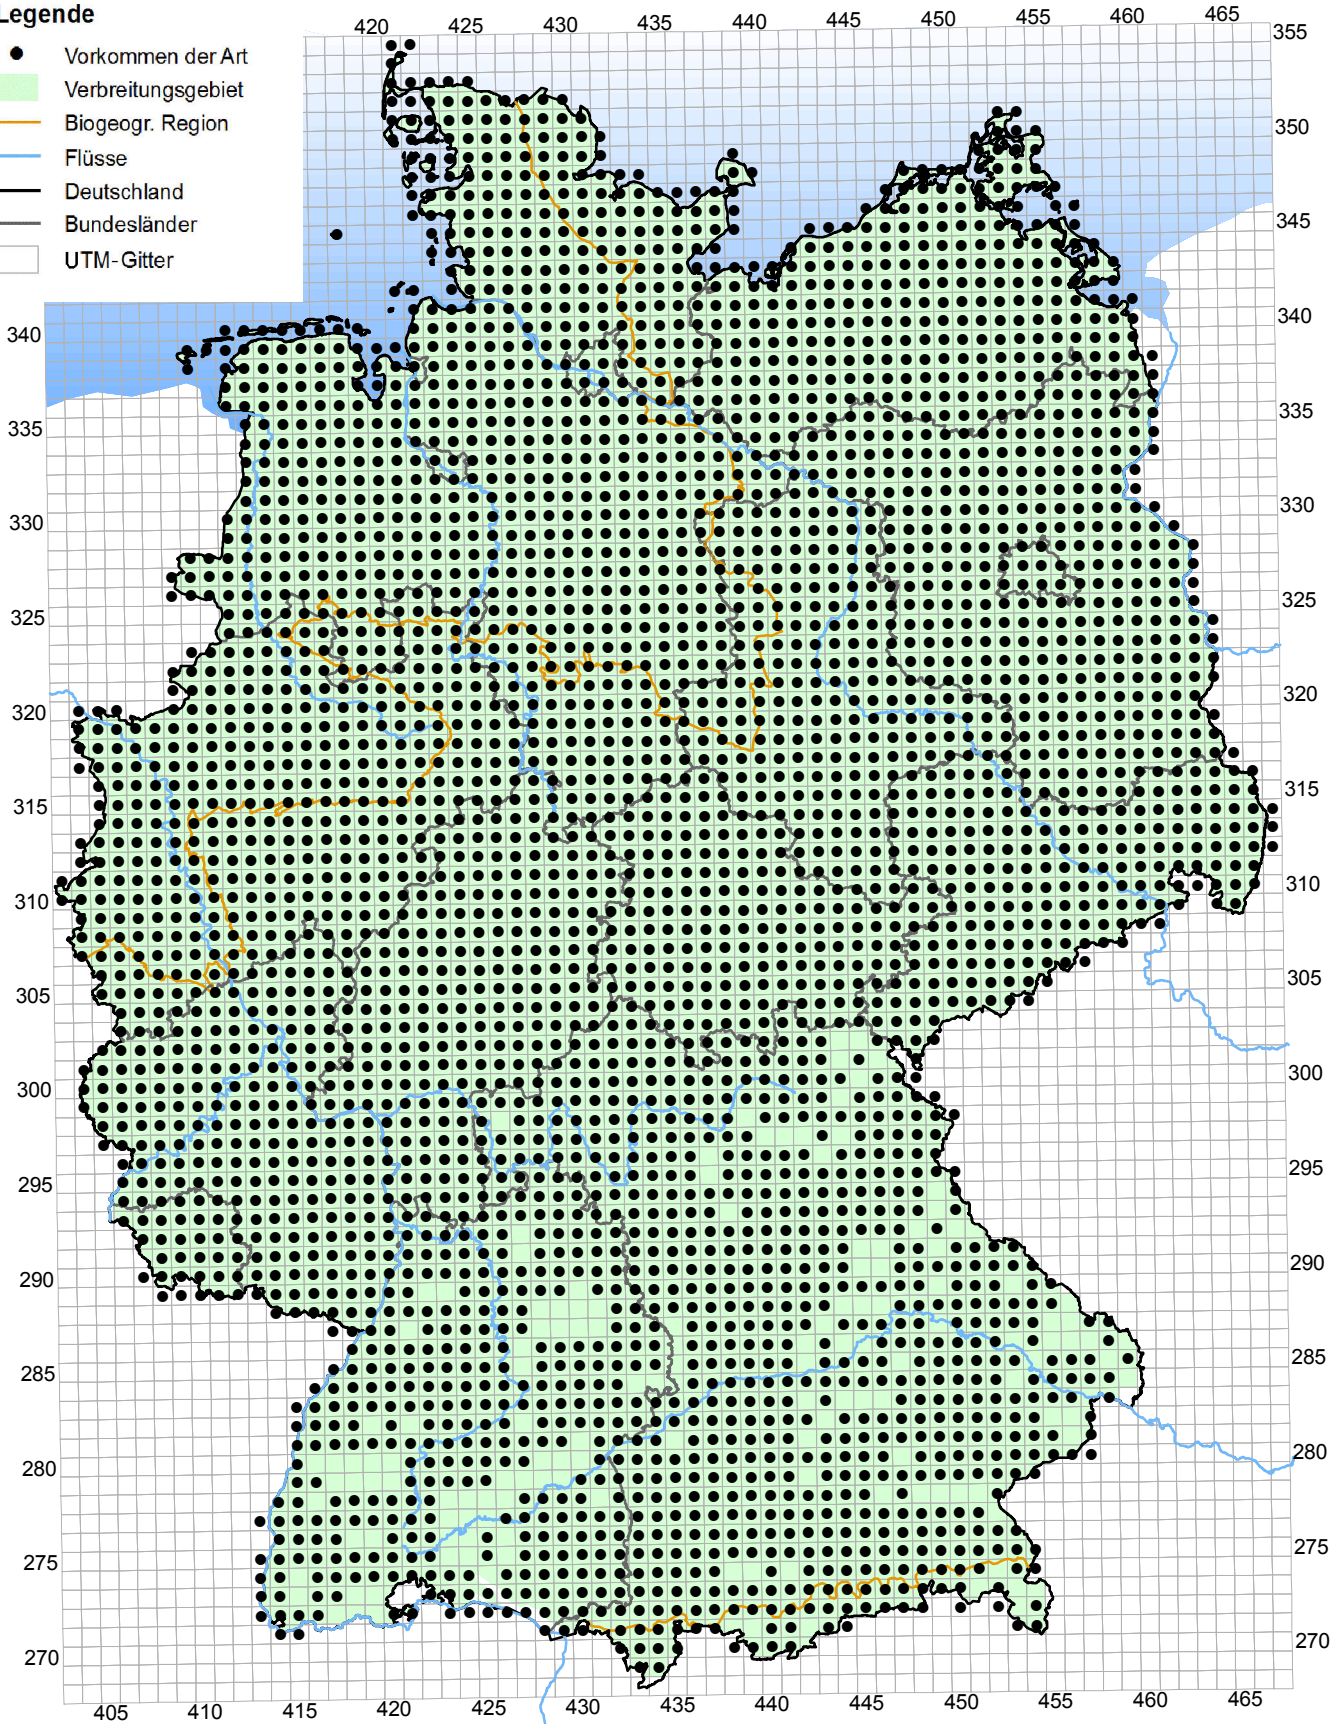 Legende
Vorkommen der Art
Verbreitungsgebiet
Biogeogr. Region
Flüsse
Deutschland
Bundesländer
UTM-Gitter
420 425 430 435 440 445 450 455 460 465
355
350
345
340 340
335 335
330 330
325 325
320 320
315 315
310 310
305 305
300 300
295 295
290 290
285 285
280 280
275 275
270 270
405 410 415 420 425 430 435 440 445 450 455 460 465